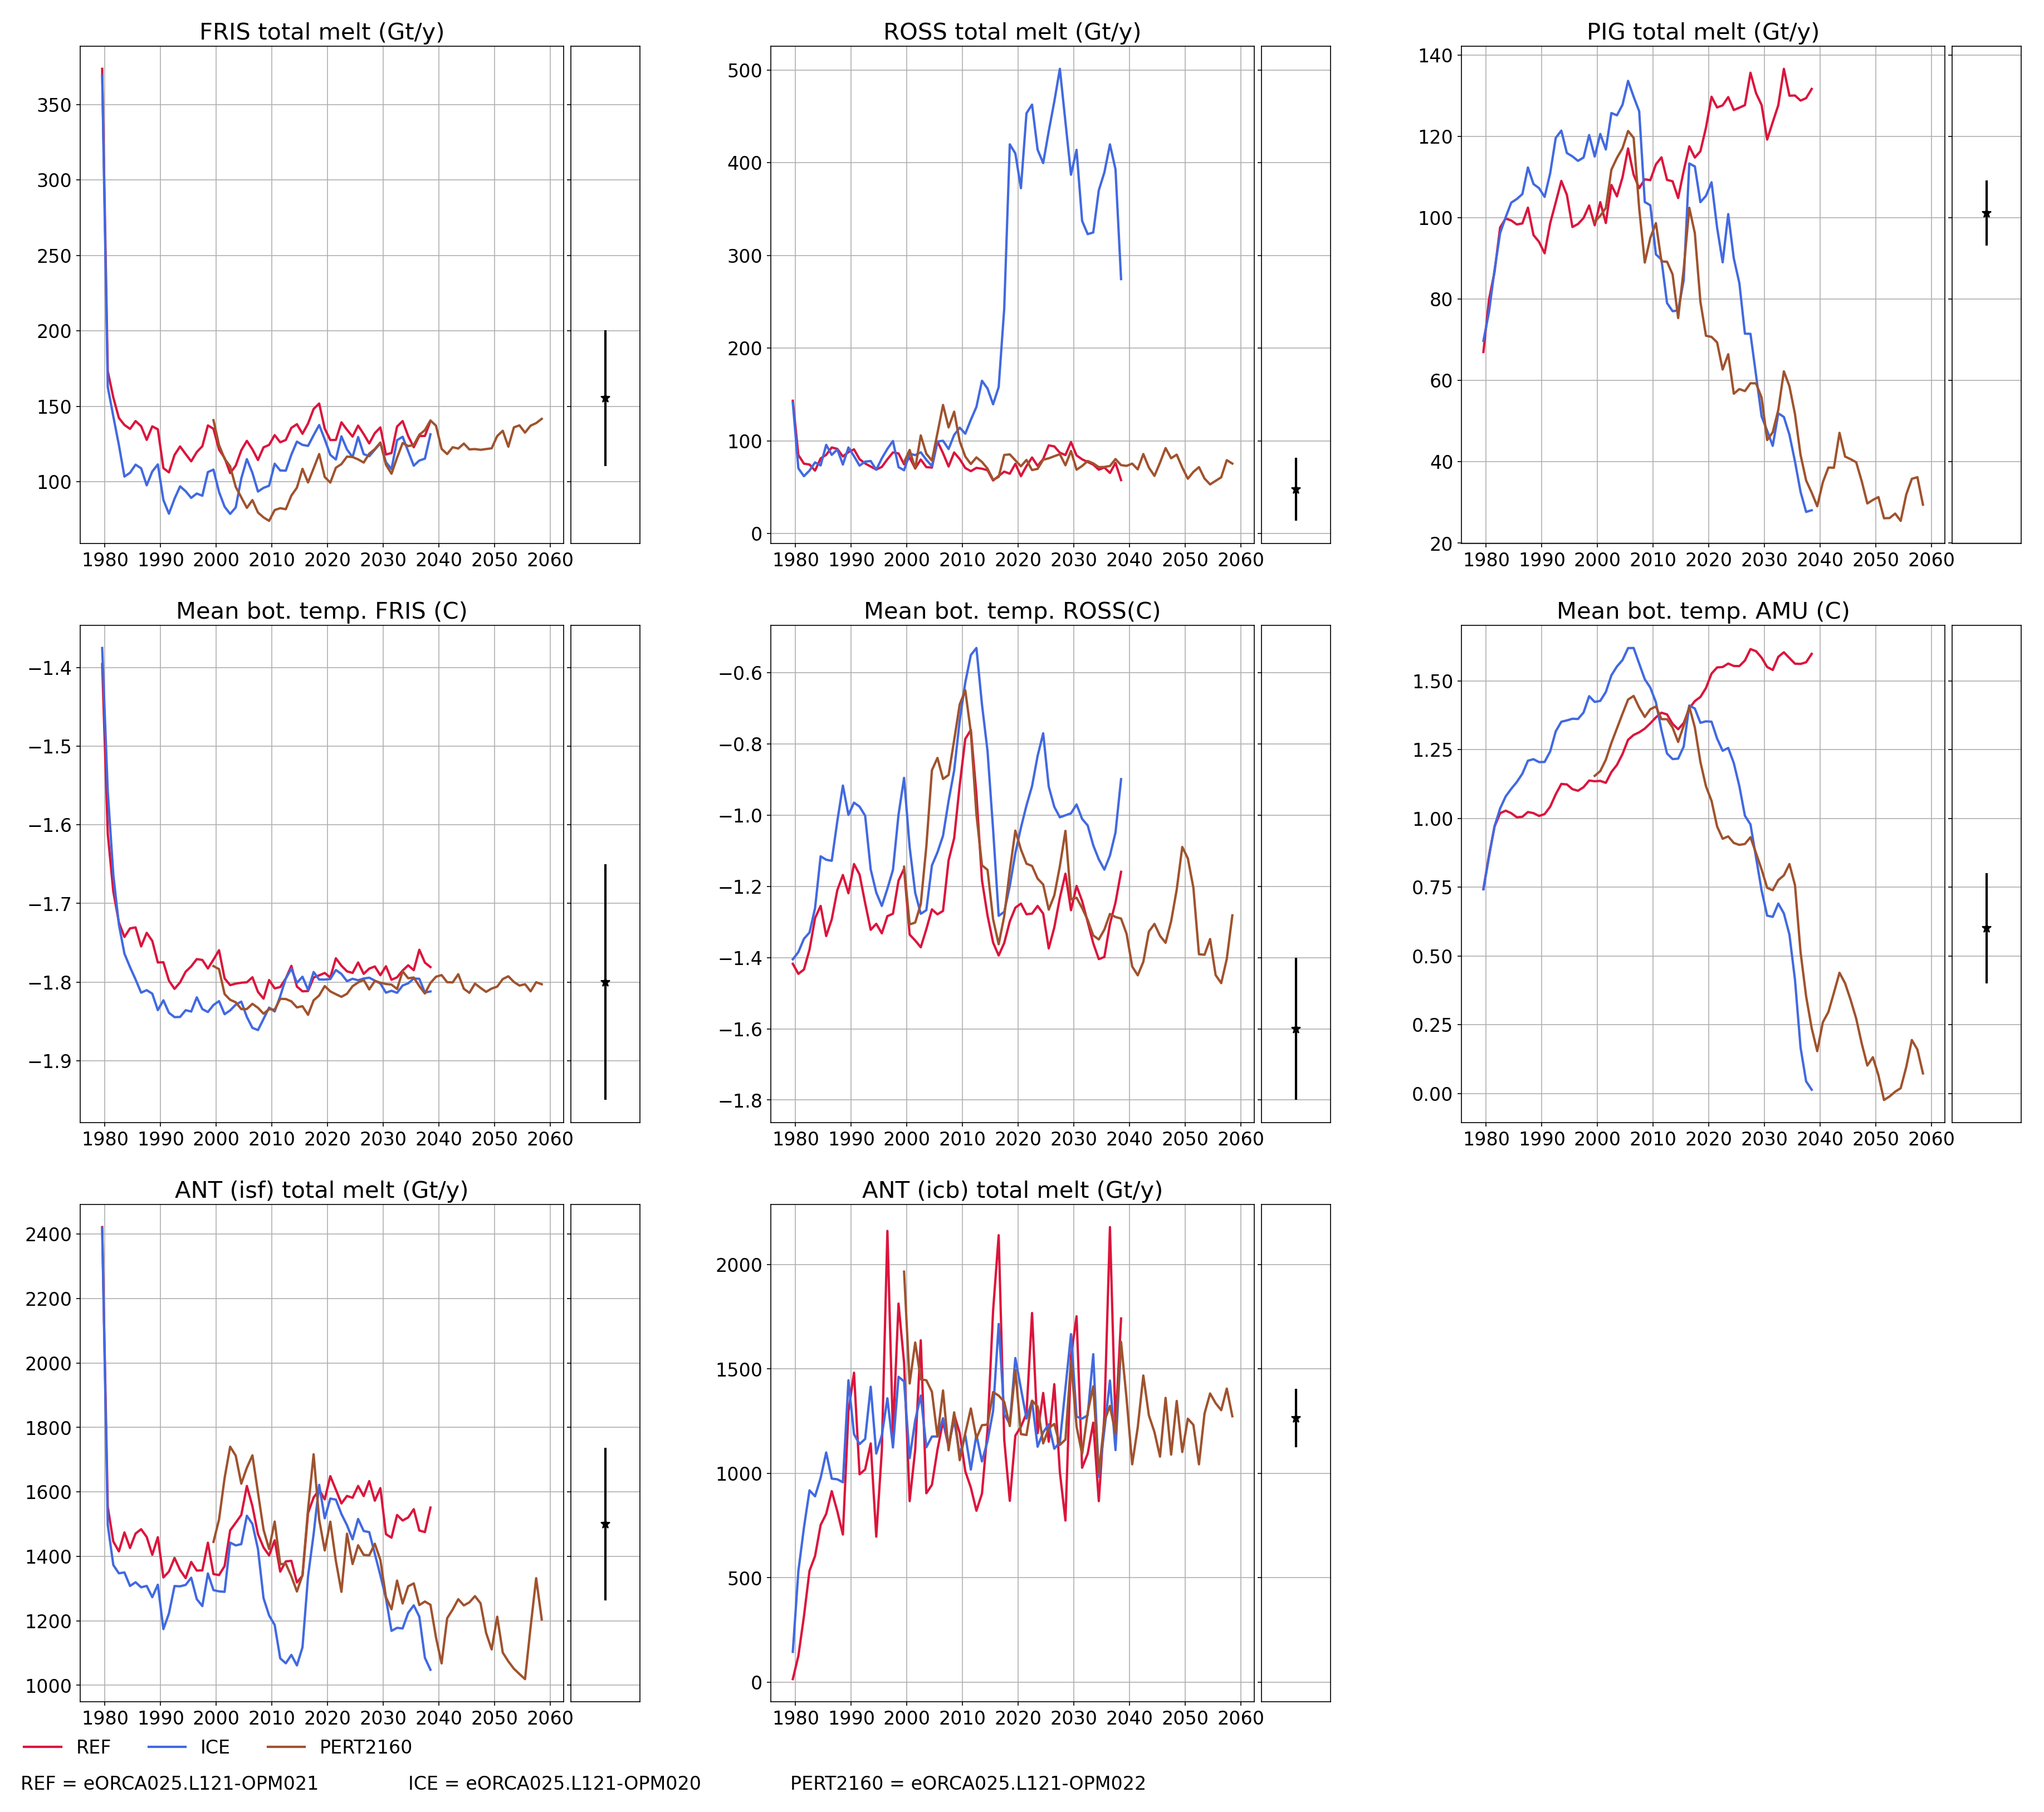 FRIS total melt (Gt/y)
ROSS total melt (Gt/y)
PIG total melt (Gt/y)
350
300
250
200
150
100
1980 1990 2000 2010 2020 2030 2040 2050 2060
500
400
300
200
100
0
1980 1990 2000 2010 2020 2030 2040 2050 2060
140
120
100
80
60
40
20
1980 1990 2000 2010 2020 2030 2040 2050 2060
Mean bot. temp. FRIS (C)
Mean bot. temp. ROSS(C)
Mean bot. temp. AMU (C)
−1.4
−1.5
−1.6
−1.7
−1.8
−1.9
1980 1990 2000 2010 2020 2030 2040 2050 2060
−0.6
−0.8
−1.0
−1.2
−1.4
−1.6
−1.8
1980 1990 2000 2010 2020 2030 2040 2050 2060
1.50
1.25
1.00
0.75
0.50
0.25
0.00
1980 1990 2000 2010 2020 2030 2040 2050 2060
ANT (isf) total melt (Gt/y)
ANT (icb) total melt (Gt/y)
2400
2200
2000
1800
1600
1400
1200
1000
1980 1990 2000 2010 2020 2030 2040 2050 2060
2000
1500
1000
500
0
1980 1990 2000 2010 2020 2030 2040 2050 2060
REF ICE PERT2160
REF = eORCA025.L121-OPM021 ICE = eORCA025.L121-OPM020 PERT2160 = eORCA025.L121-OPM022